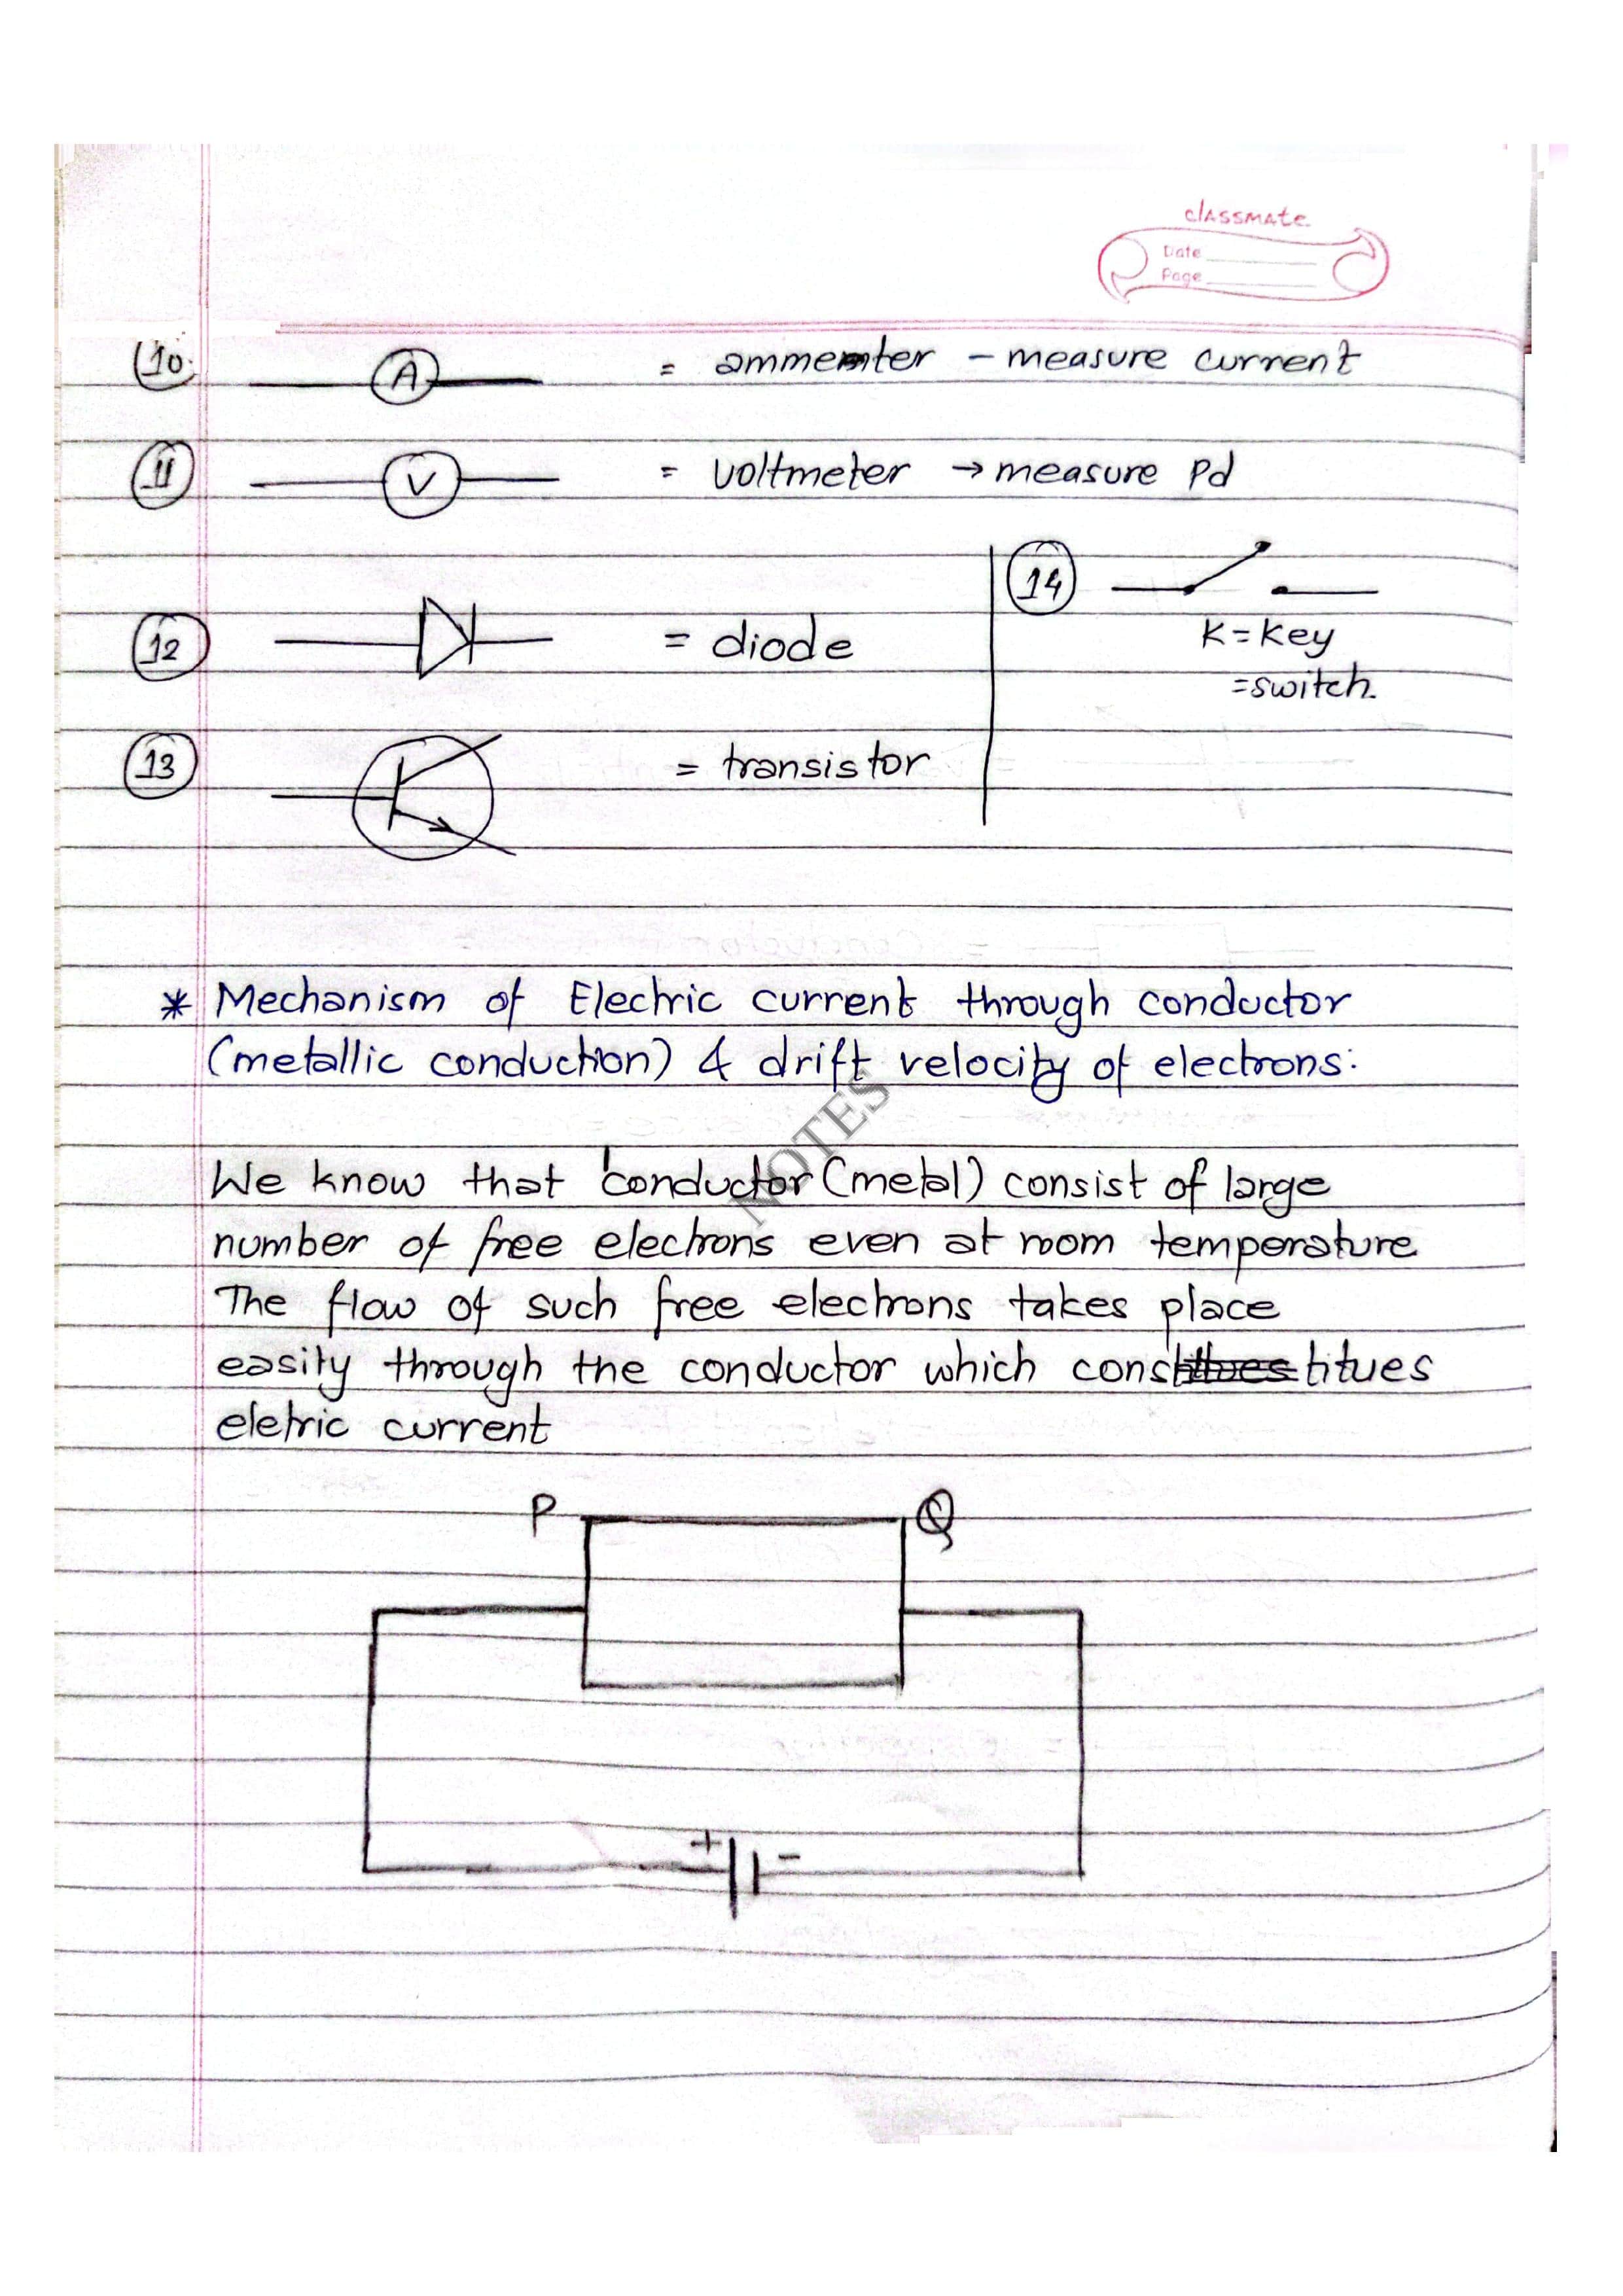 classmate
Date
Page
10. A = ammenter - measure current
11 V = voltmeter → measure Pd
12 = diode
14
K = Key
= switch.
13 = transistor
* Mechanism of Electric current through conductor
(metallic conduction) & drift velocity of electrons:
NOTES
We know that conductor (metal) consist of large
number of free electrons even at room temperature
The flow of such free electrons takes place
easily through the conductor which constitues
eletric current
P Q
+ -